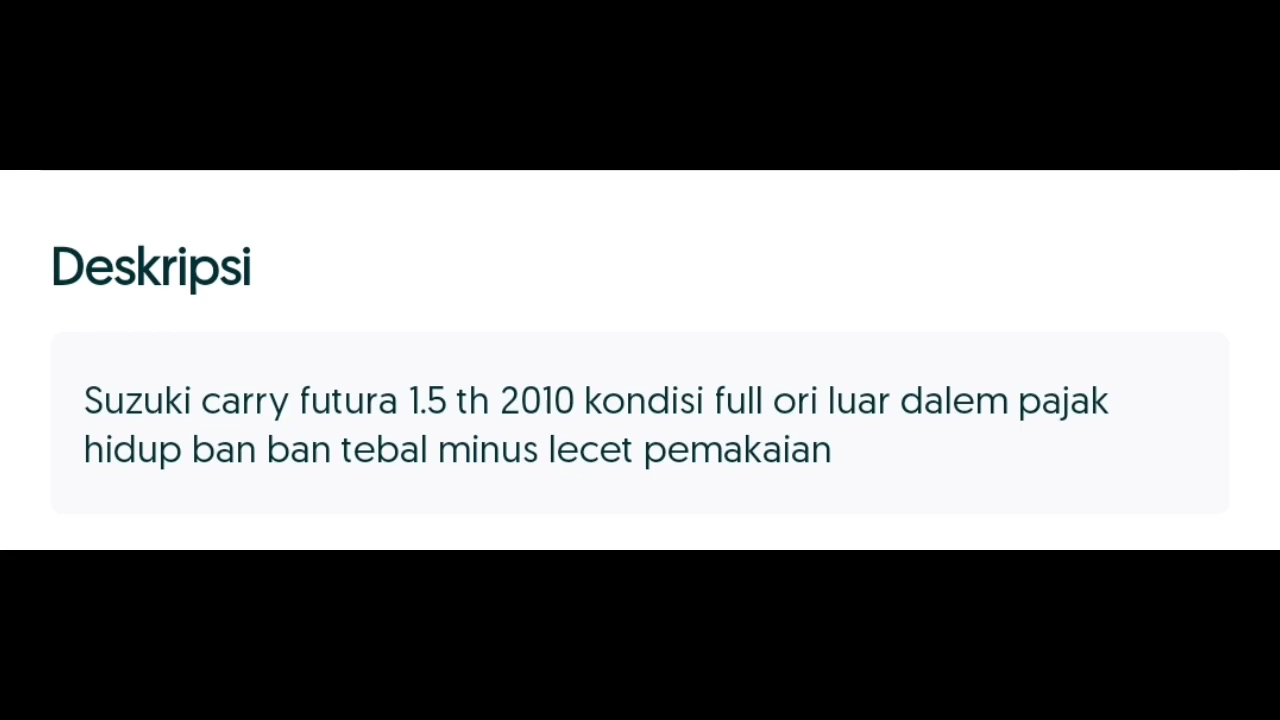 Deskripsi
Suzuki carry futura 1.5 th 2010 kondisi full ori luar dalem pajak
hidup ban ban tebal minus lecet pemakaian